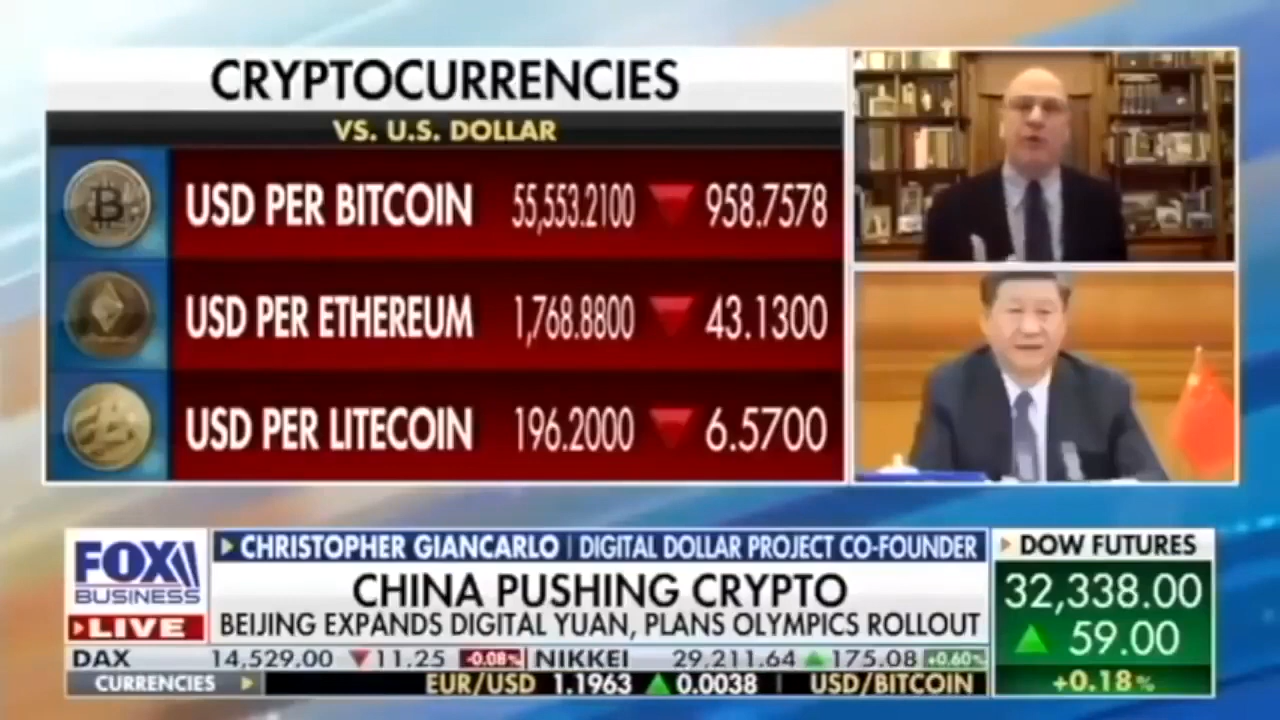 CRYPTOCURRENCIES
VS. U.S. DOLLAR
USD PER BITCOIN 55,553.2100 ▼ 958.7578
USD PER ETHEREUM 1,768.8800 ▼ 43.1300
USD PER LITECOIN 196.2000 ▼ 6.5700
FOX BUSINESS
LIVE
CHRISTOPHER GIANCARLO | DIGITAL DOLLAR PROJECT CO-FOUNDER
CHINA PUSHING CRYPTO
BEIJING EXPANDS DIGITAL YUAN, PLANS OLYMPICS ROLLOUT
DOW FUTURES
32,338.00
▲ 59.00
+0.18%
DAX 14,529.00 ▼11.25 -0.08% NIKKEI 29,211.64 ▲175.08 +0.60%
CURRENCIES EUR/USD 1.1963 ▲0.0038 | USD/BITCOIN